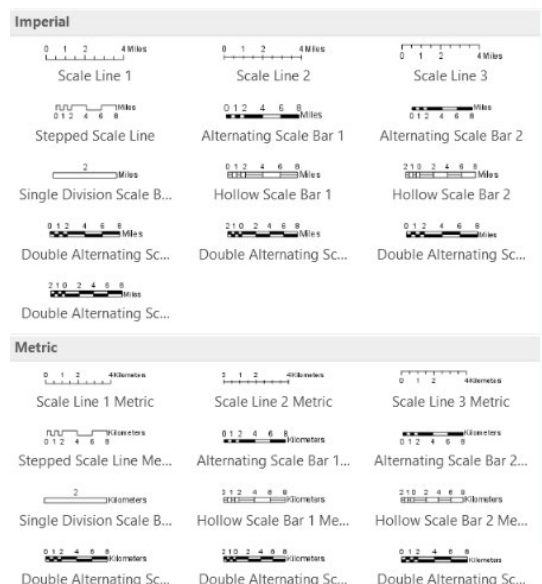 Imperial
0 1 2 4 Miles 0 1 2 4 Miles 0 1 2 4 Miles
Scale Line 1 Scale Line 2 Scale Line 3
Miles 0 1 2 4 6 8 0 1 2 4 6 8 Miles Miles 0 1 2 4 6 8
Stepped Scale Line Alternating Scale Bar 1 Alternating Scale Bar 2
2 Miles 0 1 2 4 6 8 Miles 2 1 0 2 4 6 8 Miles
Single Division Scale B... Hollow Scale Bar 1 Hollow Scale Bar 2
0 1 2 4 6 8 Miles 2 1 0 2 4 6 8 Miles 0 1 2 4 6 8 Miles
Double Alternating Sc... Double Alternating Sc... Double Alternating Sc...
2 1 0 2 4 6 8 Miles
Double Alternating Sc...
Metric
0 1 2 4 Kilometers 0 1 2 4 Kilometers 0 1 2 4 Kilometers
Scale Line 1 Metric Scale Line 2 Metric Scale Line 3 Metric
Kilometers 0 1 2 4 6 8 0 1 2 4 6 8 Kilometers Kilometers 0 1 2 4 6 8
Stepped Scale Line Me... Alternating Scale Bar 1... Alternating Scale Bar 2...
2 Kilometers 0 1 2 4 6 8 Kilometers 2 1 0 2 4 6 8 Kilometers
Single Division Scale B... Hollow Scale Bar 1 Me... Hollow Scale Bar 2 Me...
0 1 2 4 6 8 Kilometers 2 1 0 2 4 6 8 Kilometers 0 1 2 4 6 8 Kilometers
Double Alternating Sc... Double Alternating Sc... Double Alternating Sc...